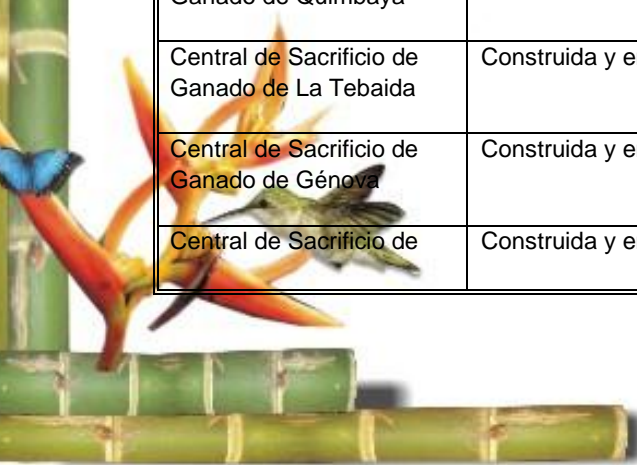 Ganado de Quimbaya
Central de Sacrificio de
Ganado de La Tebaida
Construida y e
Central de Sacrificio de
Ganado de Génova
Construida y e
Central de Sacrificio de
Construida y e